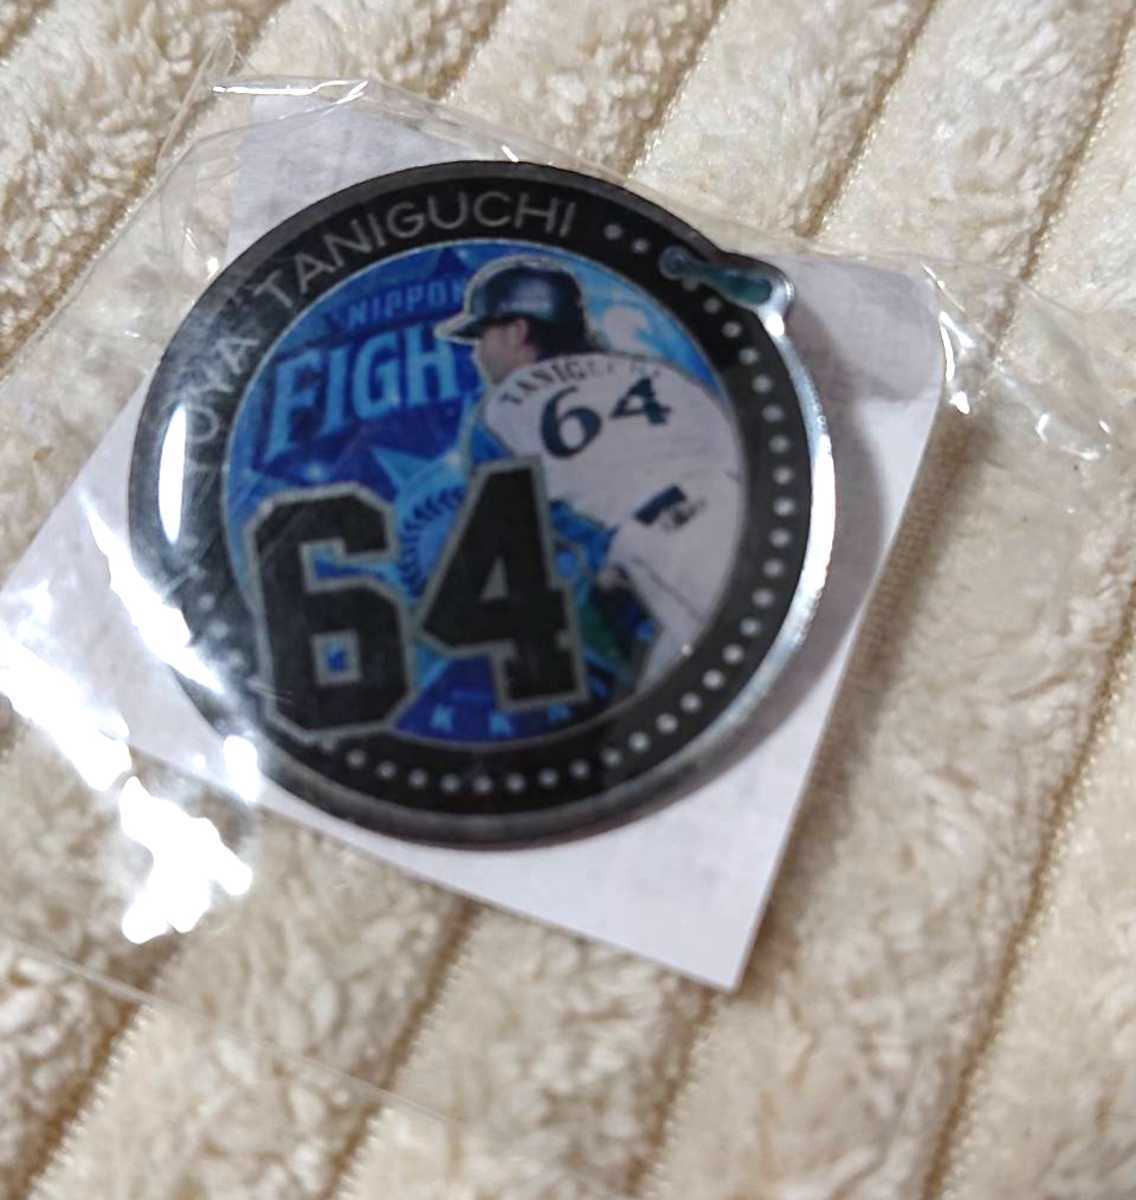 YUYA TANIGUCHI
NIPPON
FIGH
TANIGUCHI
64
64